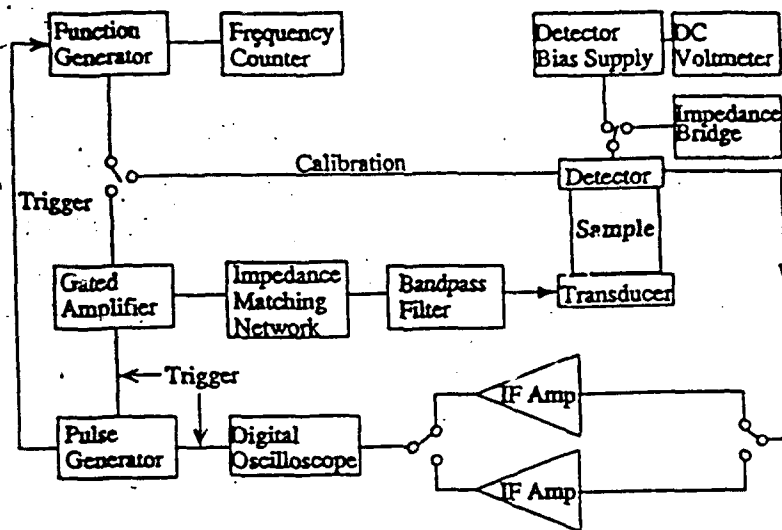 Function
Generator
Frequency
Counter
Detector
Bias Supply
DC
Voltmeter
Impedance
Bridge
Calibration
Detector
Trigger
Sample
Gated
Amplifier
Impedance
Matching
Network
Bandpass
Filter
Transducer
Trigger
IF Amp
Pulse
Generator
Digital
Oscilloscope
IF Amp